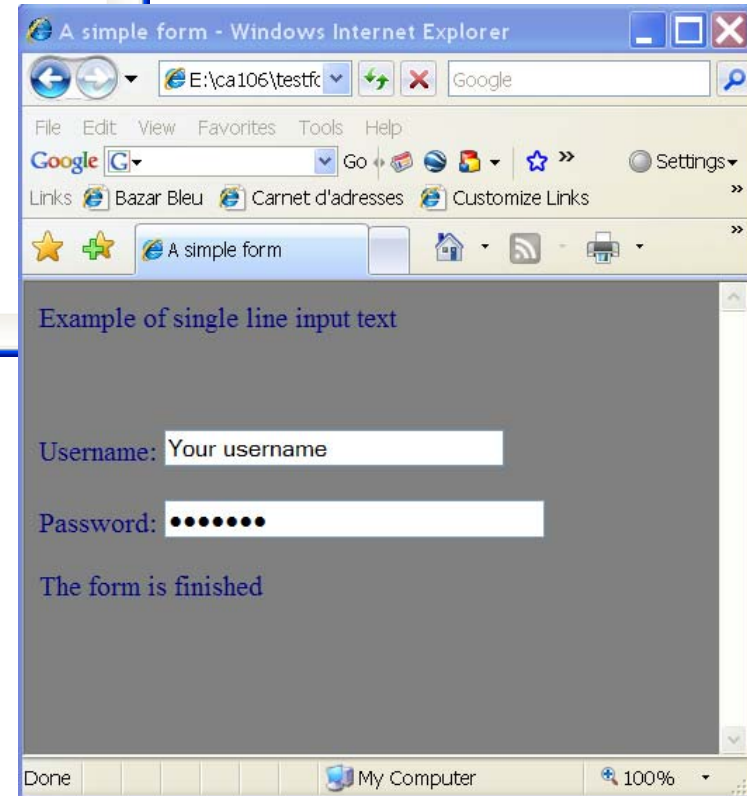 A simple form - Windows Internet Explorer
E:\ca106\testfc
Google
File Edit View Favorites Tools Help
Google G Go » Settings
Links Bazar Bleu Carnet d'adresses Customize Links »
A simple form »
Example of single line input text
Username: Your username
Password: •••••••
The form is finished
Done My Computer 100%